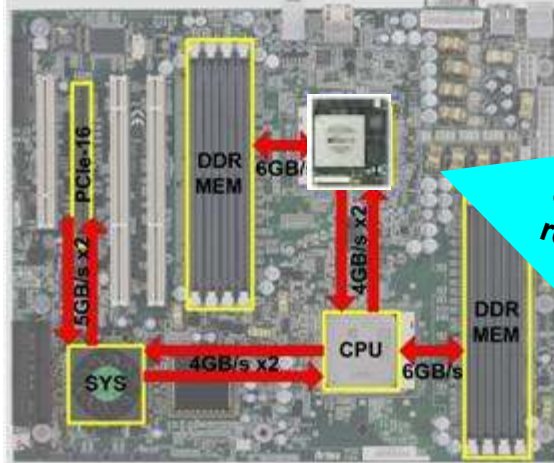 PCIe-16
DDR
MEM
6GB/s
4GB/s x2
5GB/s x2
SYS
4GB/s x2
CPU
6GB/s
DDR
MEM